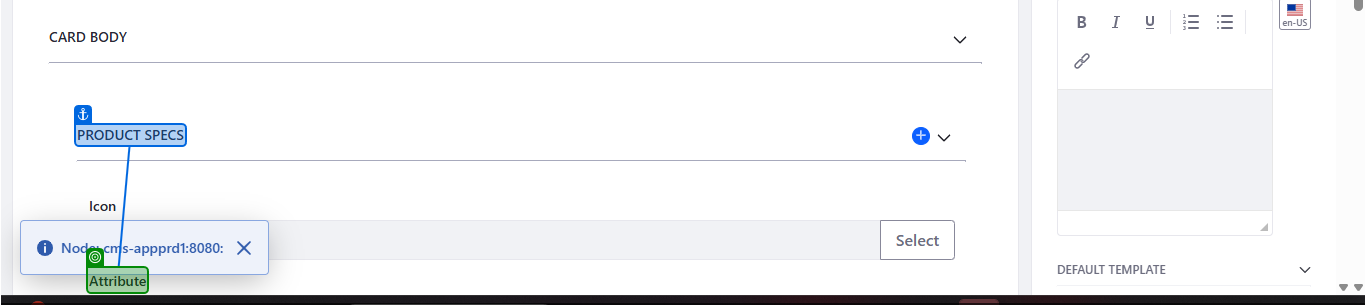 CARD BODY
B I U
en-US
PRODUCT SPECS
Icon
Node: cms-appprd1:8080:
Select
Attribute
DEFAULT TEMPLATE